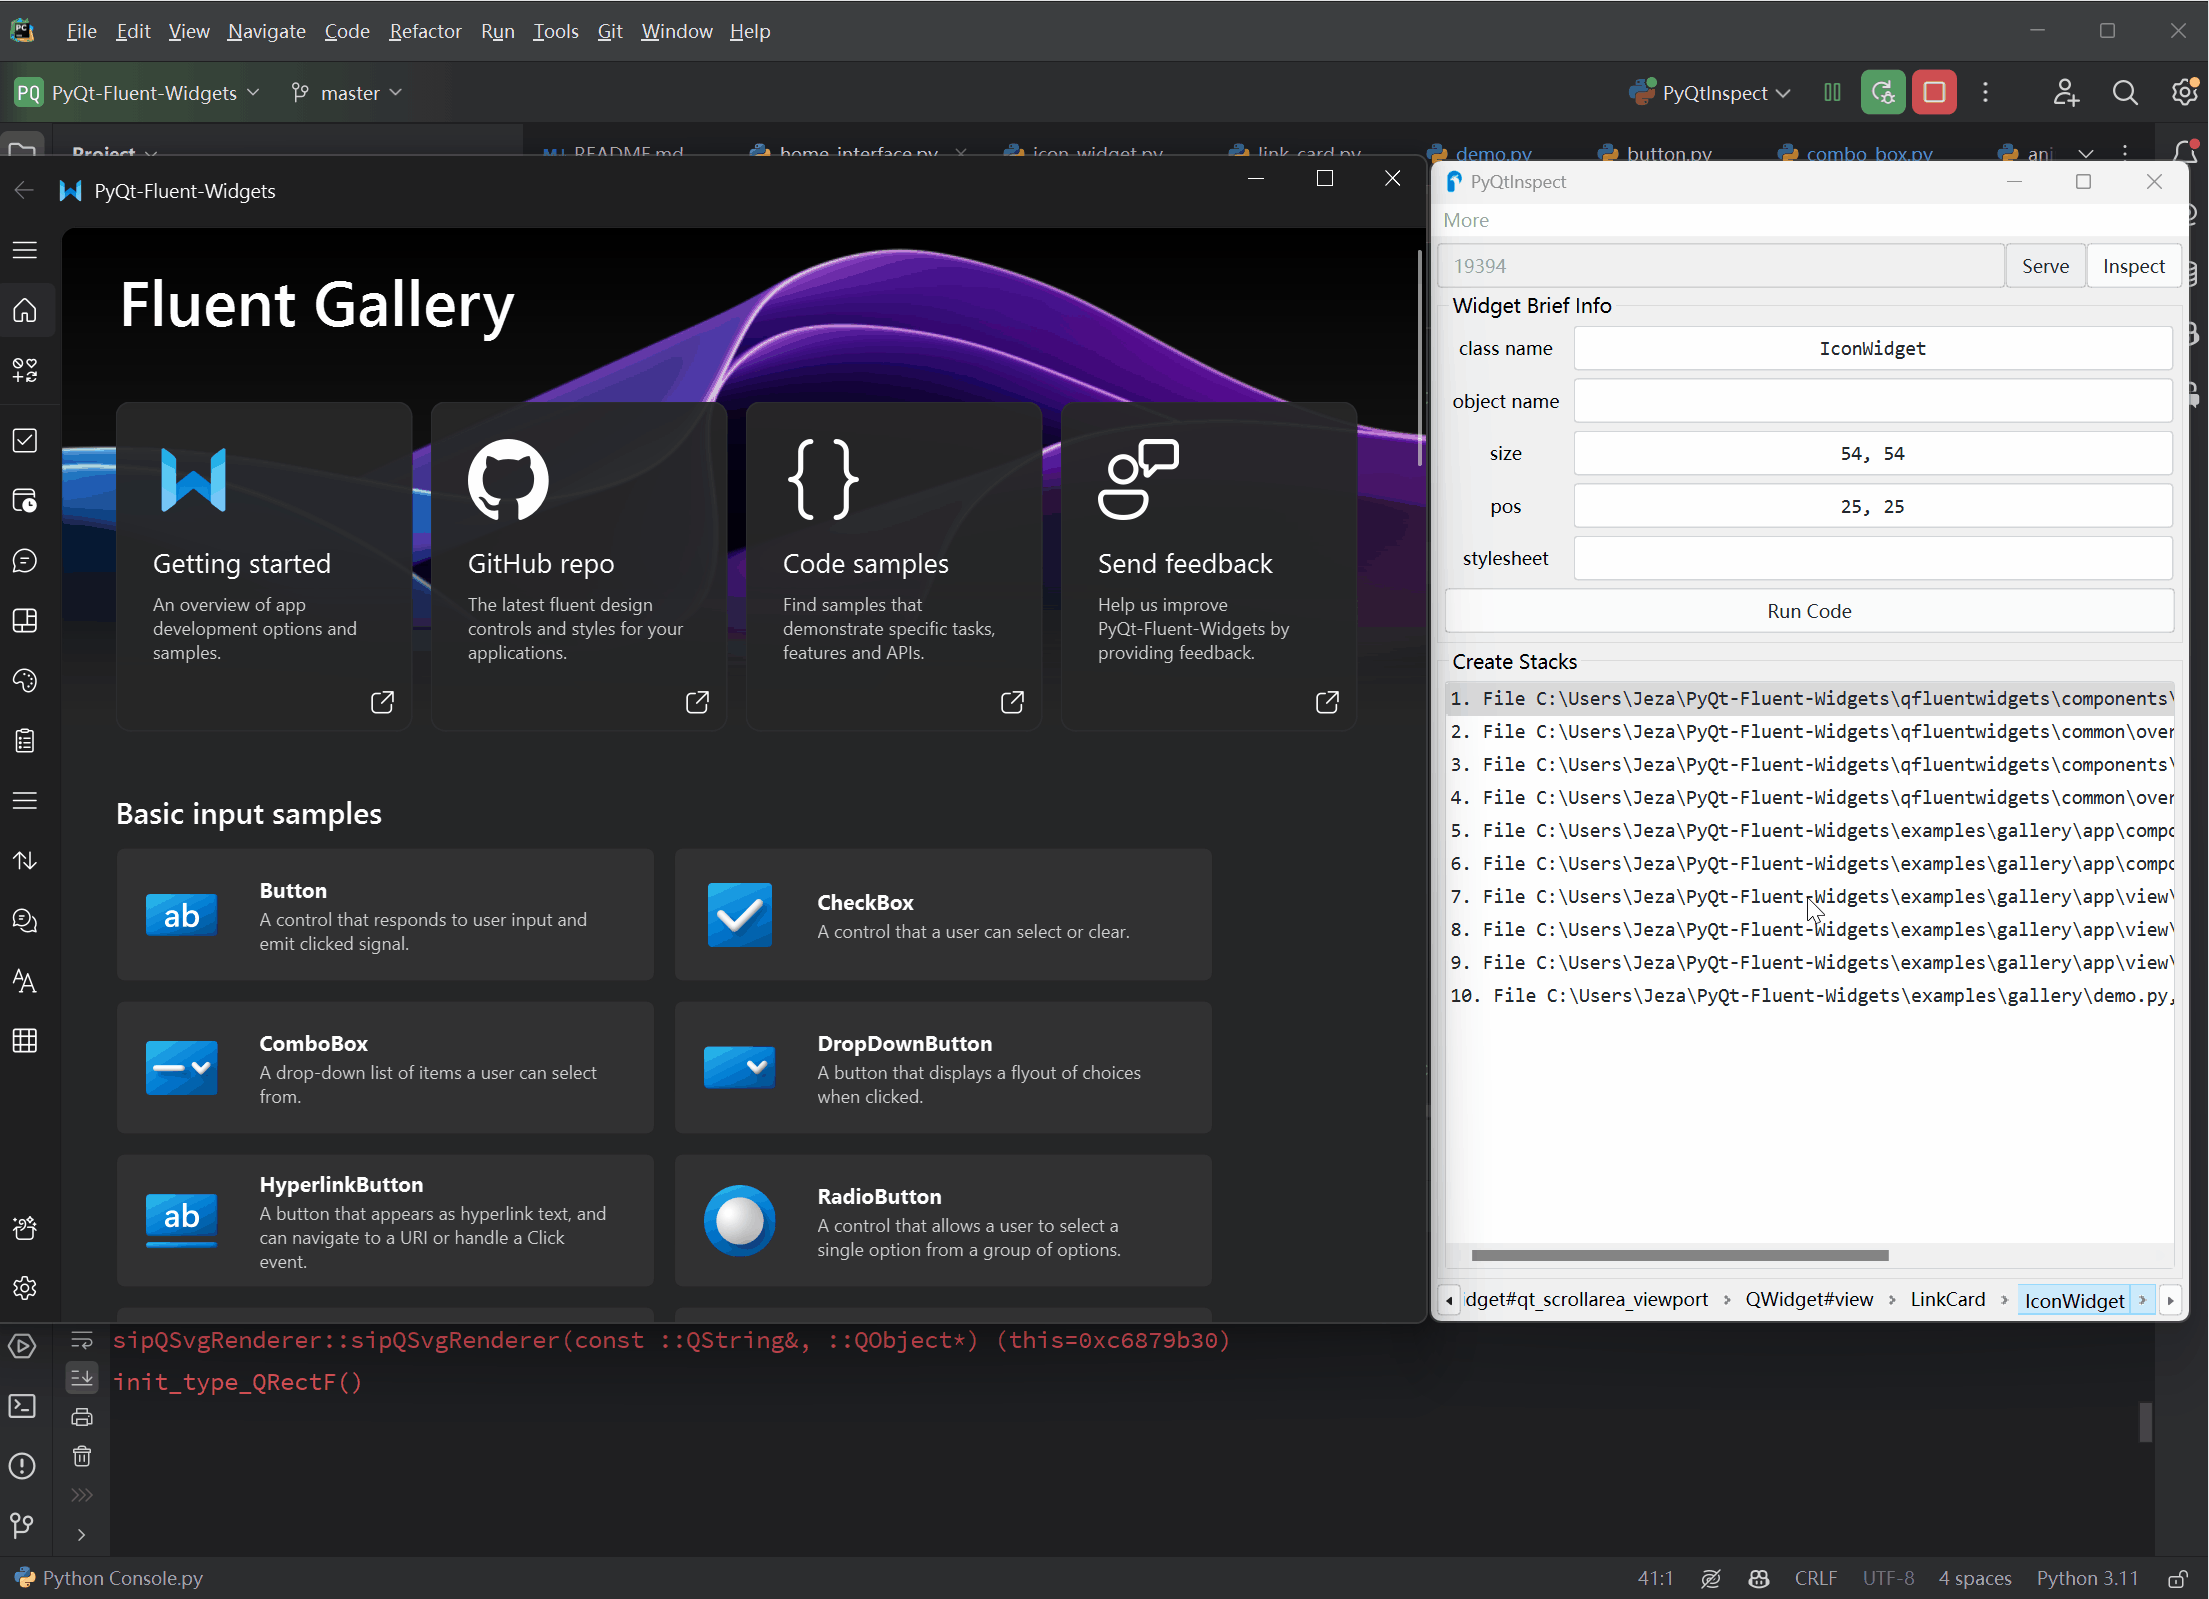 File Edit View Navigate Code Refactor Run Tools Git Window Help
PQ PyQt-Fluent-Widgets master PyQtInspect
Project README.md home_interface.py icon_widget.py link_card.py demo.py button.py combo_box.py
PyQt-Fluent-Widgets
Fluent Gallery
Getting started
An overview of app
development options and
samples.
GitHub repo
The latest fluent design
controls and styles for your
applications.
Code samples
Find samples that
demonstrate specific tasks,
features and APIs.
Send feedback
Help us improve
PyQt-Fluent-Widgets by
providing feedback.
Basic input samples
ab
Button
A control that responds to user input and
emit clicked signal.
CheckBox
A control that a user can select or clear.
ComboBox
A drop-down list of items a user can select
from.
DropDownButton
A button that displays a flyout of choices
when clicked.
ab
HyperlinkButton
A button that appears as hyperlink text, and
can navigate to a URI or handle a Click
event.
RadioButton
A control that allows a user to select a
single option from a group of options.
PyQtInspect
More
19394 Serve Inspect
Widget Brief Info
class name IconWidget
object name
size 54, 54
pos 25, 25
stylesheet
Run Code
Create Stacks
1. File C:\Users\Jeza\PyQt-Fluent-Widgets\qfluentwidgets\components\
2. File C:\Users\Jeza\PyQt-Fluent-Widgets\qfluentwidgets\common\over
3. File C:\Users\Jeza\PyQt-Fluent-Widgets\qfluentwidgets\components\
4. File C:\Users\Jeza\PyQt-Fluent-Widgets\qfluentwidgets\common\over
5. File C:\Users\Jeza\PyQt-Fluent-Widgets\examples\gallery\app\compo
6. File C:\Users\Jeza\PyQt-Fluent-Widgets\examples\gallery\app\compo
7. File C:\Users\Jeza\PyQt-Fluent-Widgets\examples\gallery\app\view\
8. File C:\Users\Jeza\PyQt-Fluent-Widgets\examples\gallery\app\view\
9. File C:\Users\Jeza\PyQt-Fluent-Widgets\examples\gallery\app\view\
10. File C:\Users\Jeza\PyQt-Fluent-Widgets\examples\gallery\demo.py,
idget#qt_scrollarea_viewport QWidget#view LinkCard IconWidget
sipQSvgRenderer::sipQSvgRenderer(const ::QString&, ::QObject*) (this=0xc6879b30)
init_type_QRectF()
Python Console.py 41:1 CRLF UTF-8 4 spaces Python 3.11